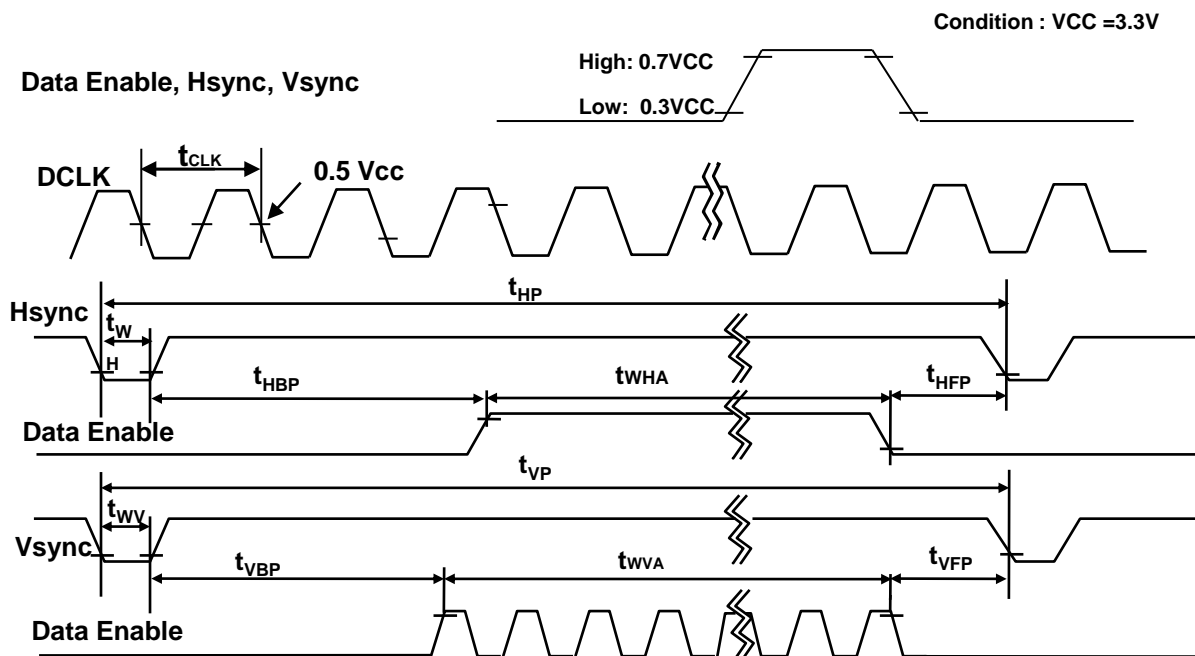 Condition : VCC =3.3V
High: 0.7VCC
Data Enable, Hsync, Vsync
Low: 0.3VCC
tCLK
0.5 Vcc
DCLK
tHP
Hsync
tW
H
tHBP
tWHA
tHFP
Data Enable
tVP
tWV
Vsync
tVBP
tWVA
tVFP
Data Enable